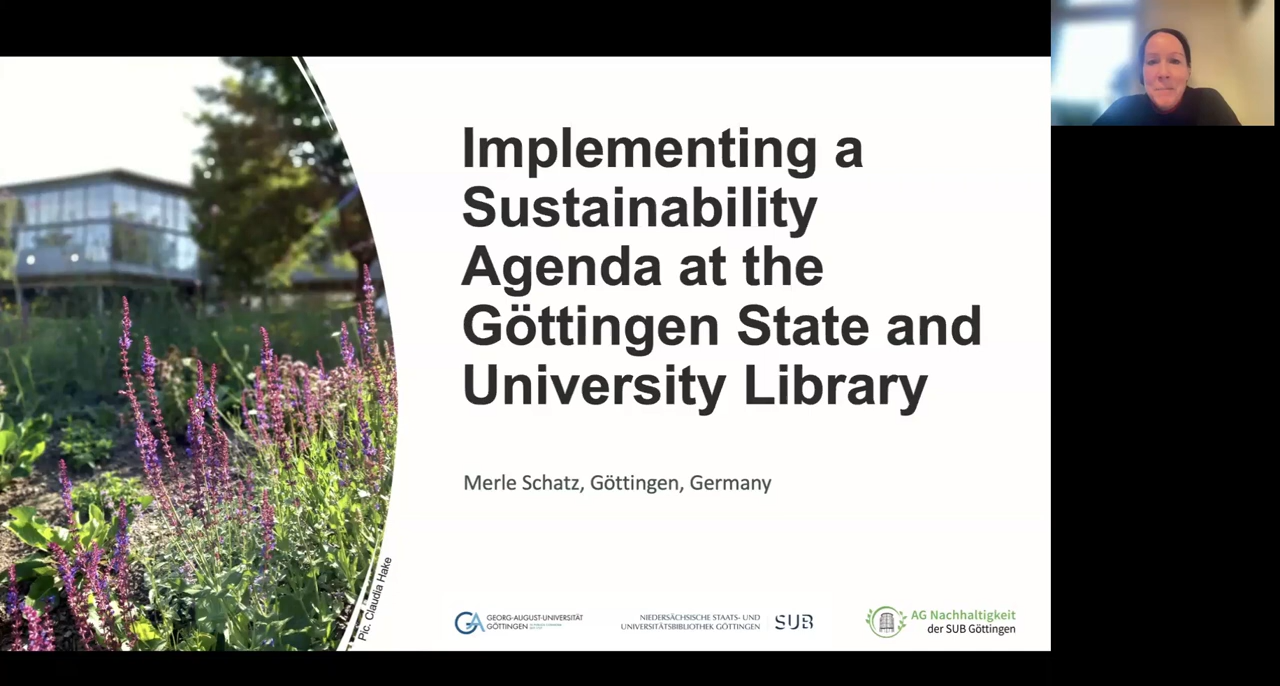 Implementing a
Sustainability
Agenda at the
Göttingen State and
University Library
Merle Schatz, Göttingen, Germany
Pic: Claudia Hake
GEORG-AUGUST-UNIVERSITÄT
GÖTTINGEN
NIEDERSÄCHSISCHE STAATS- UND
UNIVERSITÄTSBIBLIOTHEK GÖTTINGEN
SUB
AG Nachhaltigkeit
der SUB Göttingen